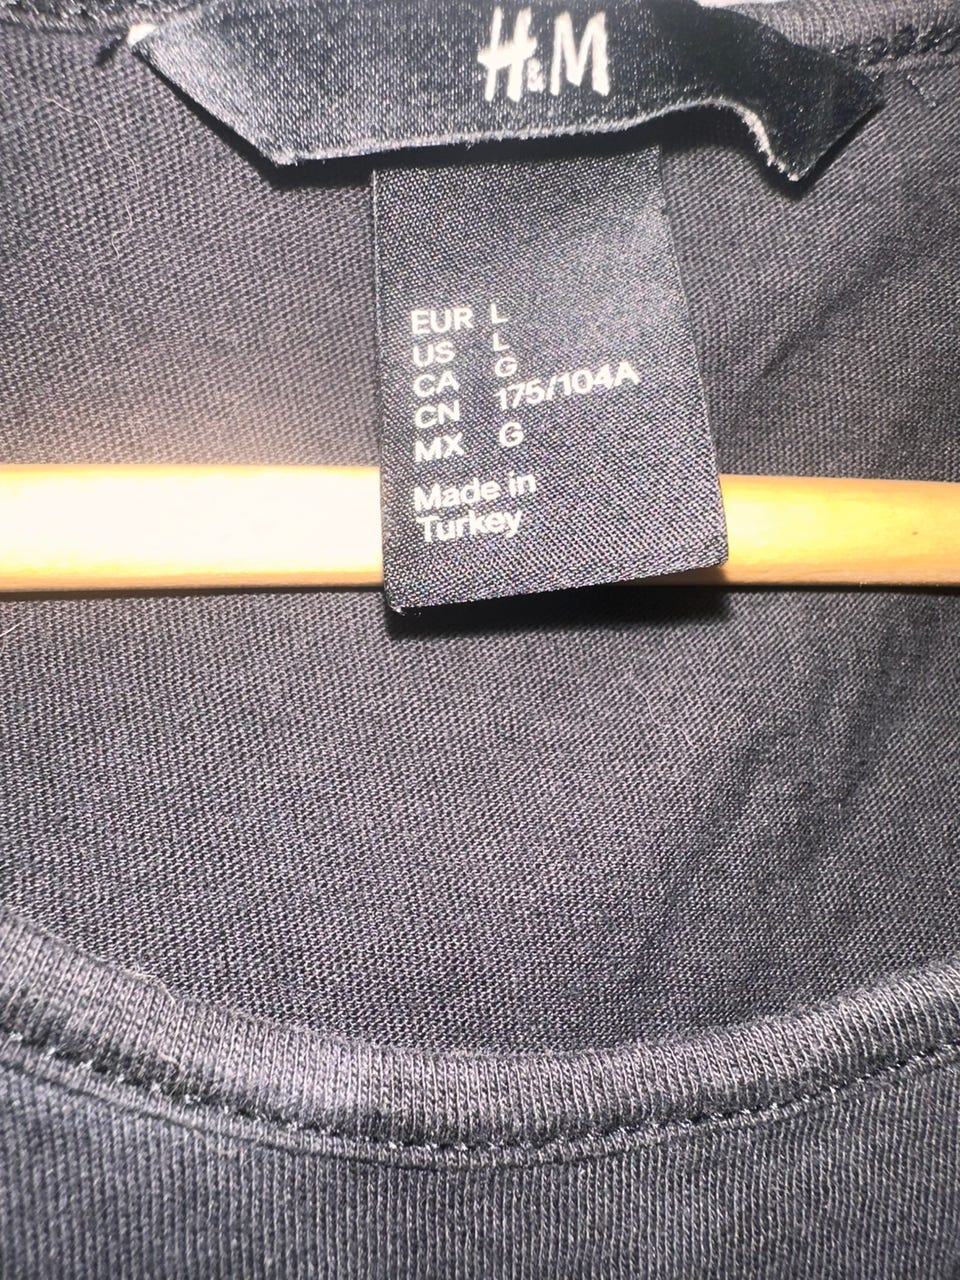 H&M
EUR L
US L
CA G
CN 175/104A
MX G
Made in
Turkey